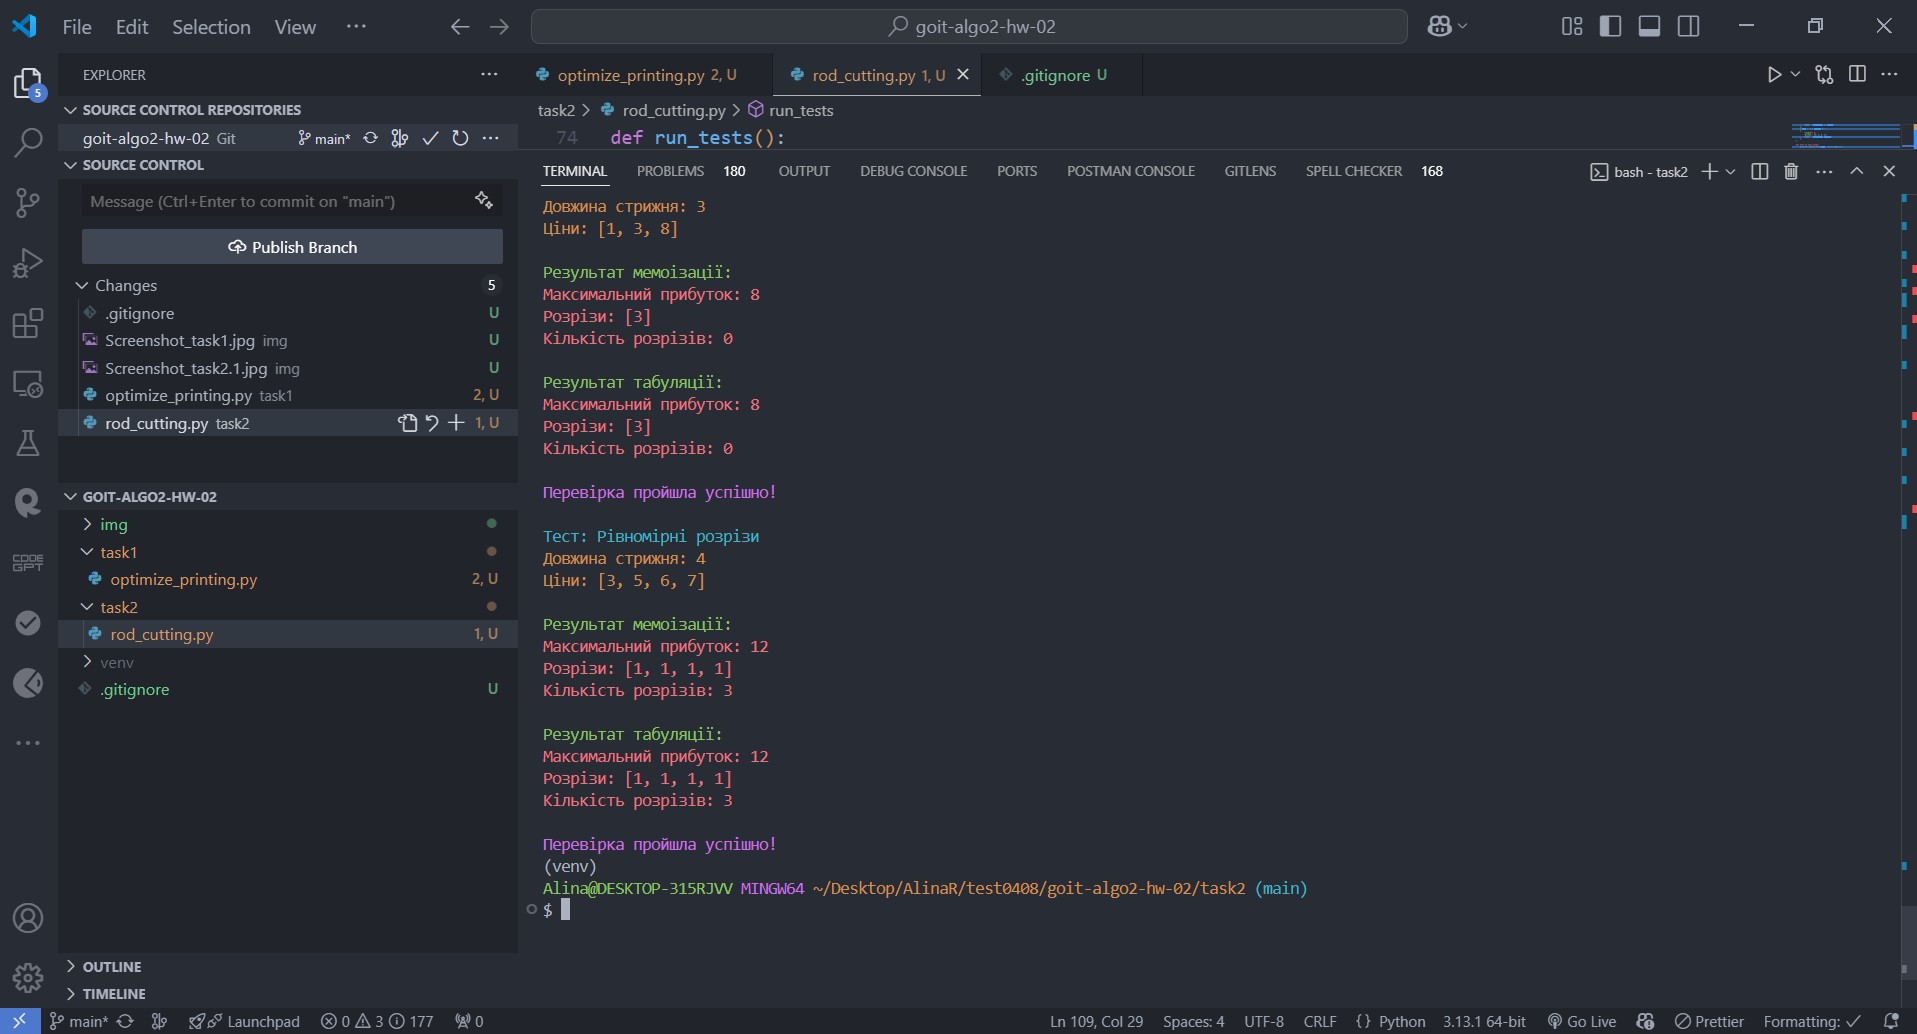 File Edit Selection View ···
goit-algo2-hw-02
EXPLORER ···
SOURCE CONTROL REPOSITORIES
goit-algo2-hw-02 Git main* ···
SOURCE CONTROL
Message (Ctrl+Enter to commit on "main")
Publish Branch
Changes 5
.gitignore U
Screenshot_task1.jpg img U
Screenshot_task2.1.jpg img U
optimize_printing.py task1 2, U
rod_cutting.py task2 1, U
GOIT-ALGO2-HW-02
img
task1
optimize_printing.py 2, U
task2
rod_cutting.py 1, U
venv
.gitignore U
OUTLINE
TIMELINE
5
CODE
GPT
optimize_printing.py 2, U rod_cutting.py 1, U .gitignore U
task2 > rod_cutting.py > run_tests
74 def run_tests():
TERMINAL PROBLEMS 180 OUTPUT DEBUG CONSOLE PORTS POSTMAN CONSOLE GITLENS SPELL CHECKER 168 bash - task2
Довжина стрижня: 3
Ціни: [1, 3, 8]
Результат мемоізації:
Максимальний прибуток: 8
Розрізи: [3]
Кількість розрізів: 0
Результат табуляції:
Максимальний прибуток: 8
Розрізи: [3]
Кількість розрізів: 0
Перевірка пройшла успішно!
Тест: Рівномірні розрізи
Довжина стрижня: 4
Ціни: [3, 5, 6, 7]
Результат мемоізації:
Максимальний прибуток: 12
Розрізи: [1, 1, 1, 1]
Кількість розрізів: 3
Результат табуляції:
Максимальний прибуток: 12
Розрізи: [1, 1, 1, 1]
Кількість розрізів: 3
Перевірка пройшла успішно!
(venv)
Alina@DESKTOP-315RJVV MINGW64 ~/Desktop/AlinaR/test0408/goit-algo2-hw-02/task2 (main)
$
main* Launchpad 0 3 177 0 Ln 109, Col 29 Spaces: 4 UTF-8 CRLF {} Python 3.13.1 64-bit Go Live Prettier Formatting: ✓